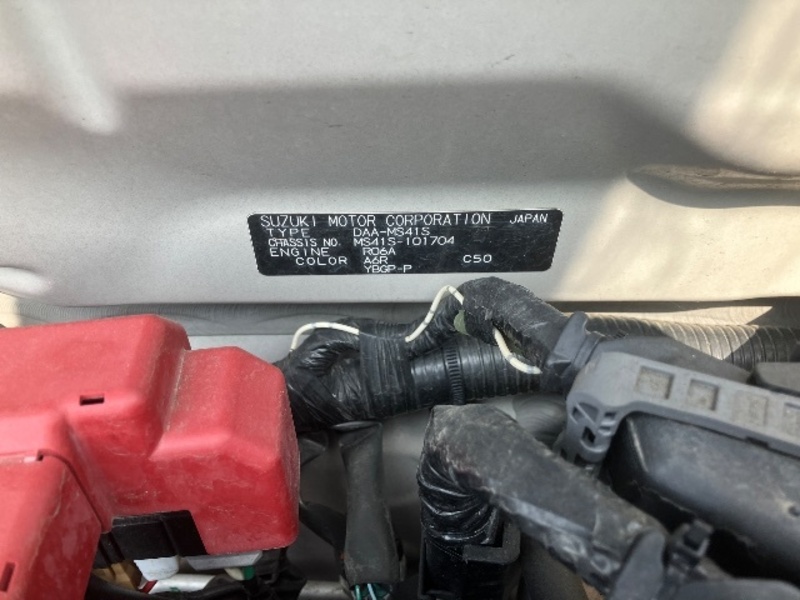 SUZUKI MOTOR CORPORATION JAPAN
TYPE DAA-MS41S
CHASSIS NO. MS41S-101704
ENGINE R06A
COLOR A6R C50
YBGP-P